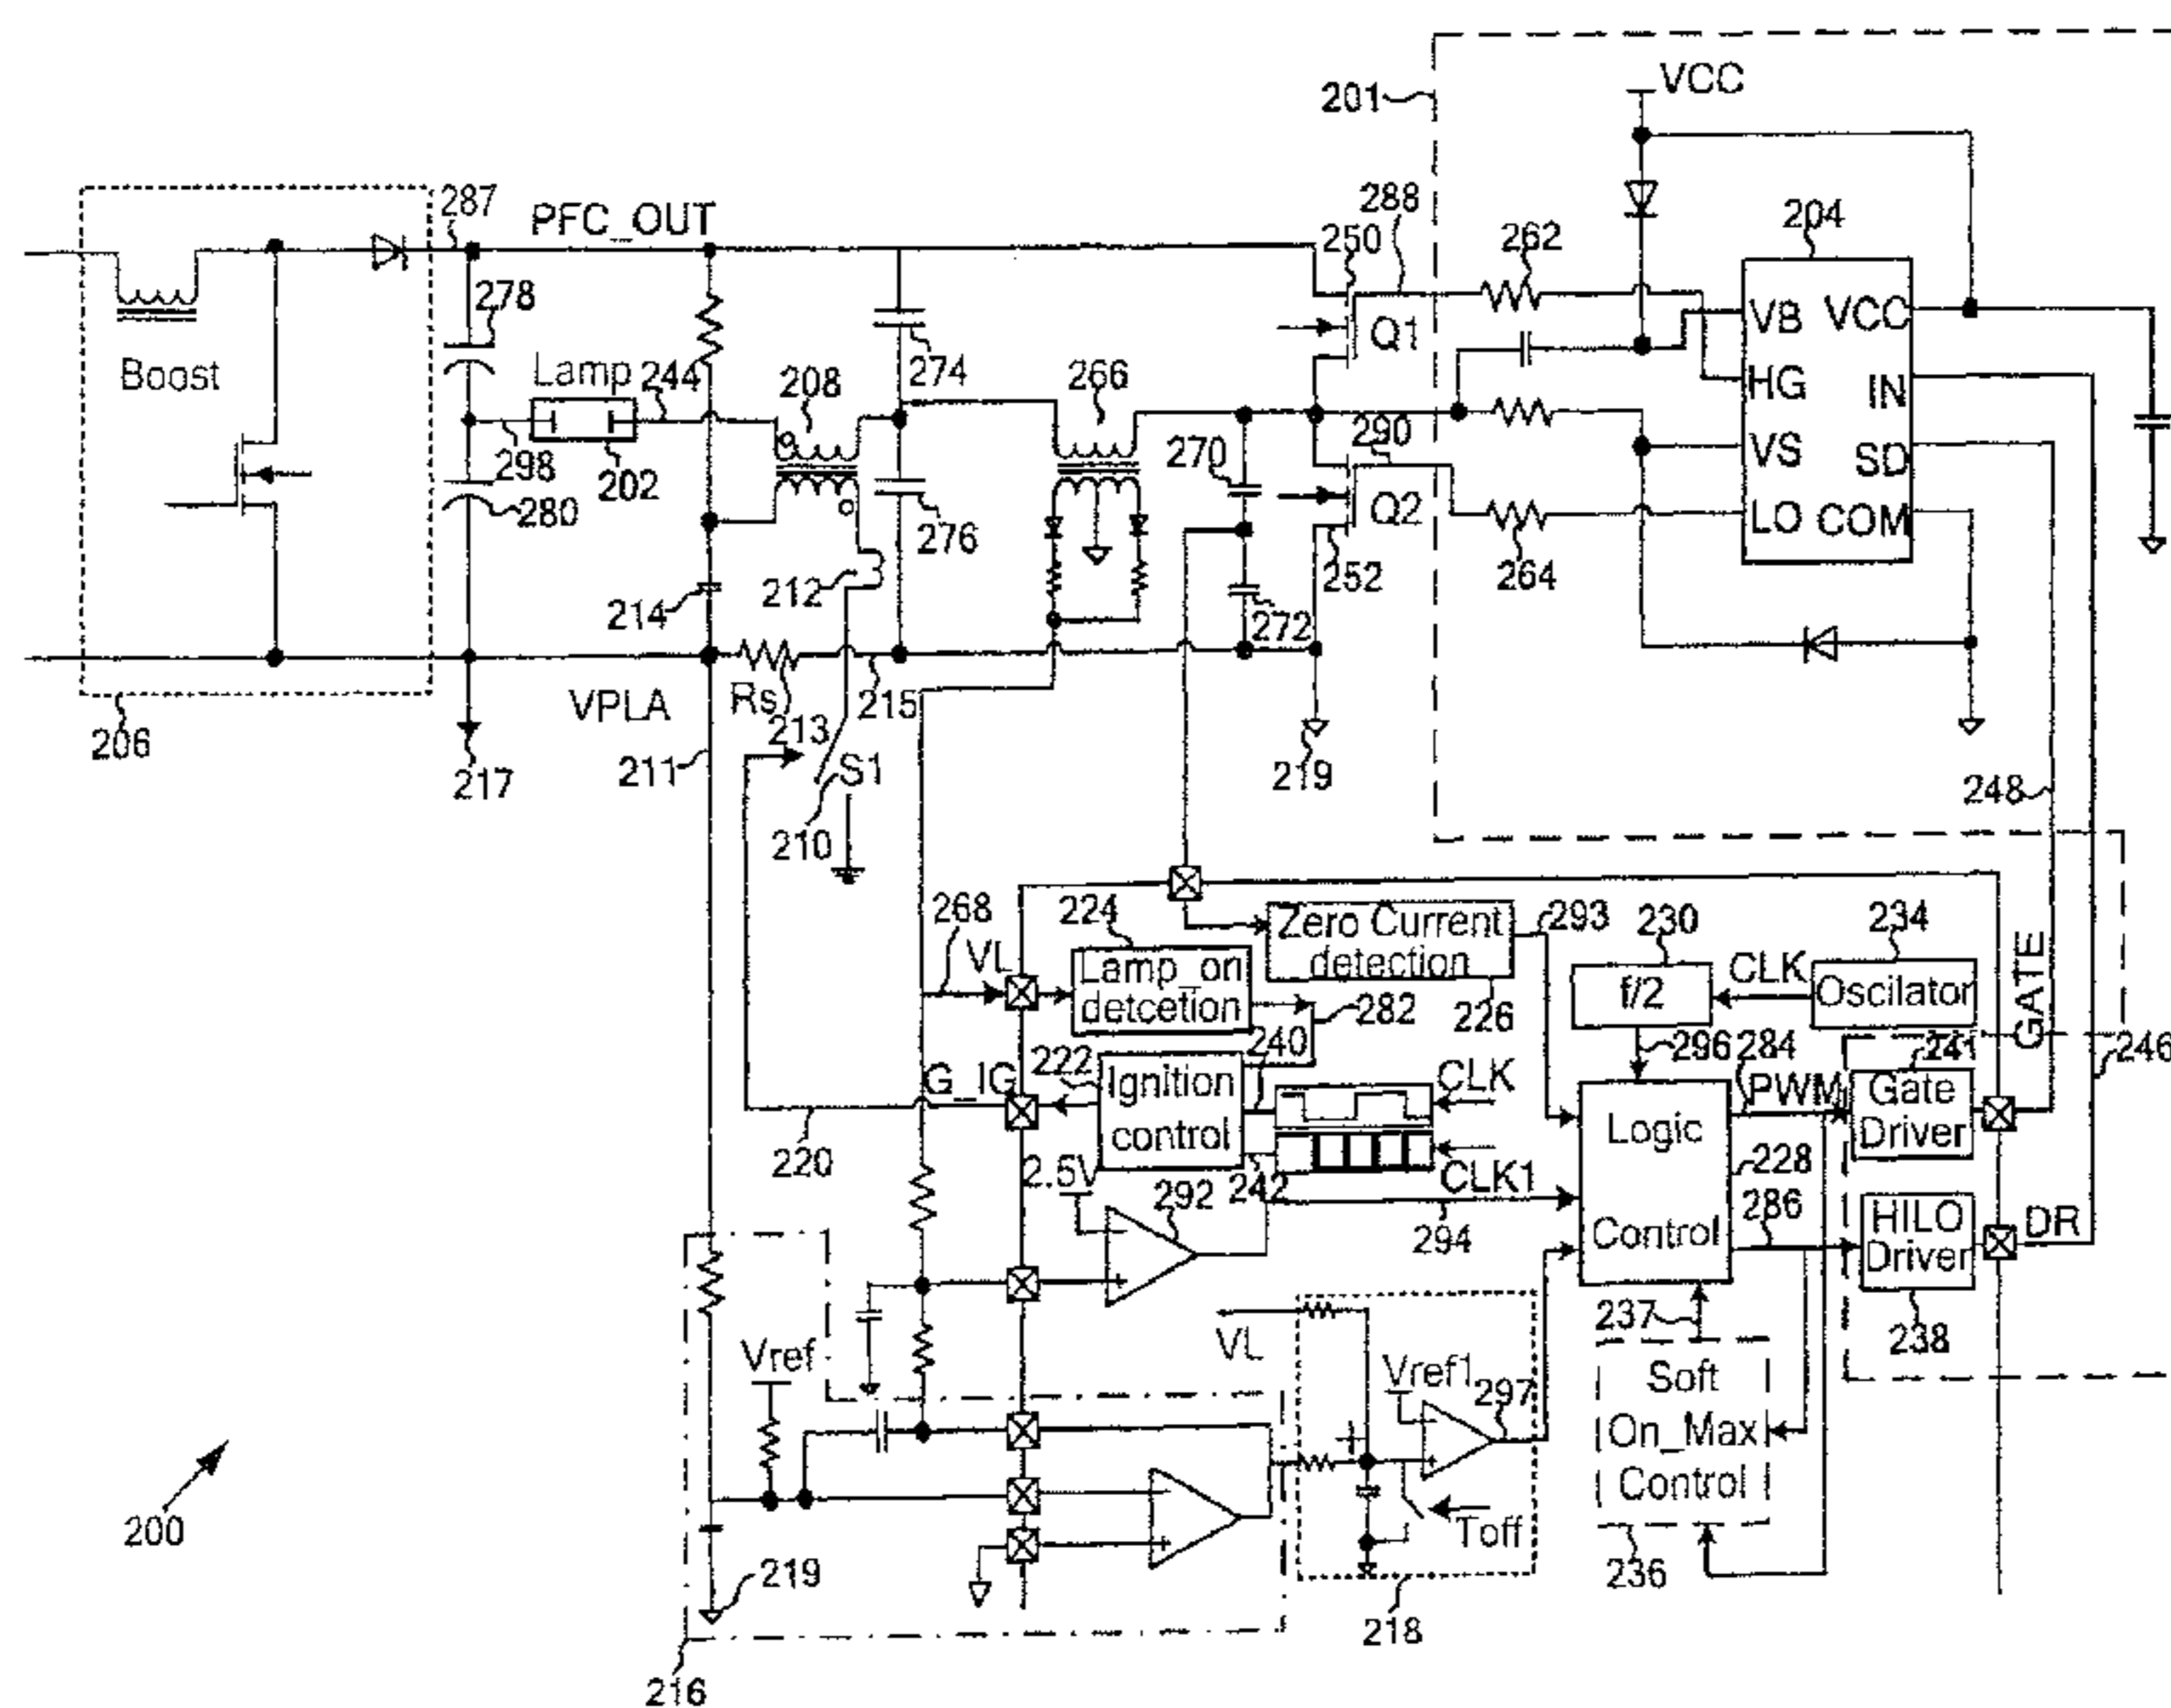 VCC
201
287
PFC_OUT
288
250
262
204
278
Boost
Lamp
244
208
274
266
Q1
VB
VCC
HG
IN
298
202
280
270
290
VS
SD
276
Q2
LO
COM
214
212
272
252
264
206
217
VPLA
Rs
213
215
211
S1
210
219
248
268
224
VL
Lamp_on
detcetion
Zero Current
detection
293
226
230
f/2
CLK
234
Oscilator
GATE
282
240
222
G_IG
Ignition
control
CLK
296
284
PWM
241
Gate
Driver
246
220
2.5V
242
CLK1
292
294
Logic
Control
228
286
HILO
Driver
DR
238
237
Vref
VL
Vref1
297
Soft
On_Max
Control
Toff
236
200
219
218
216